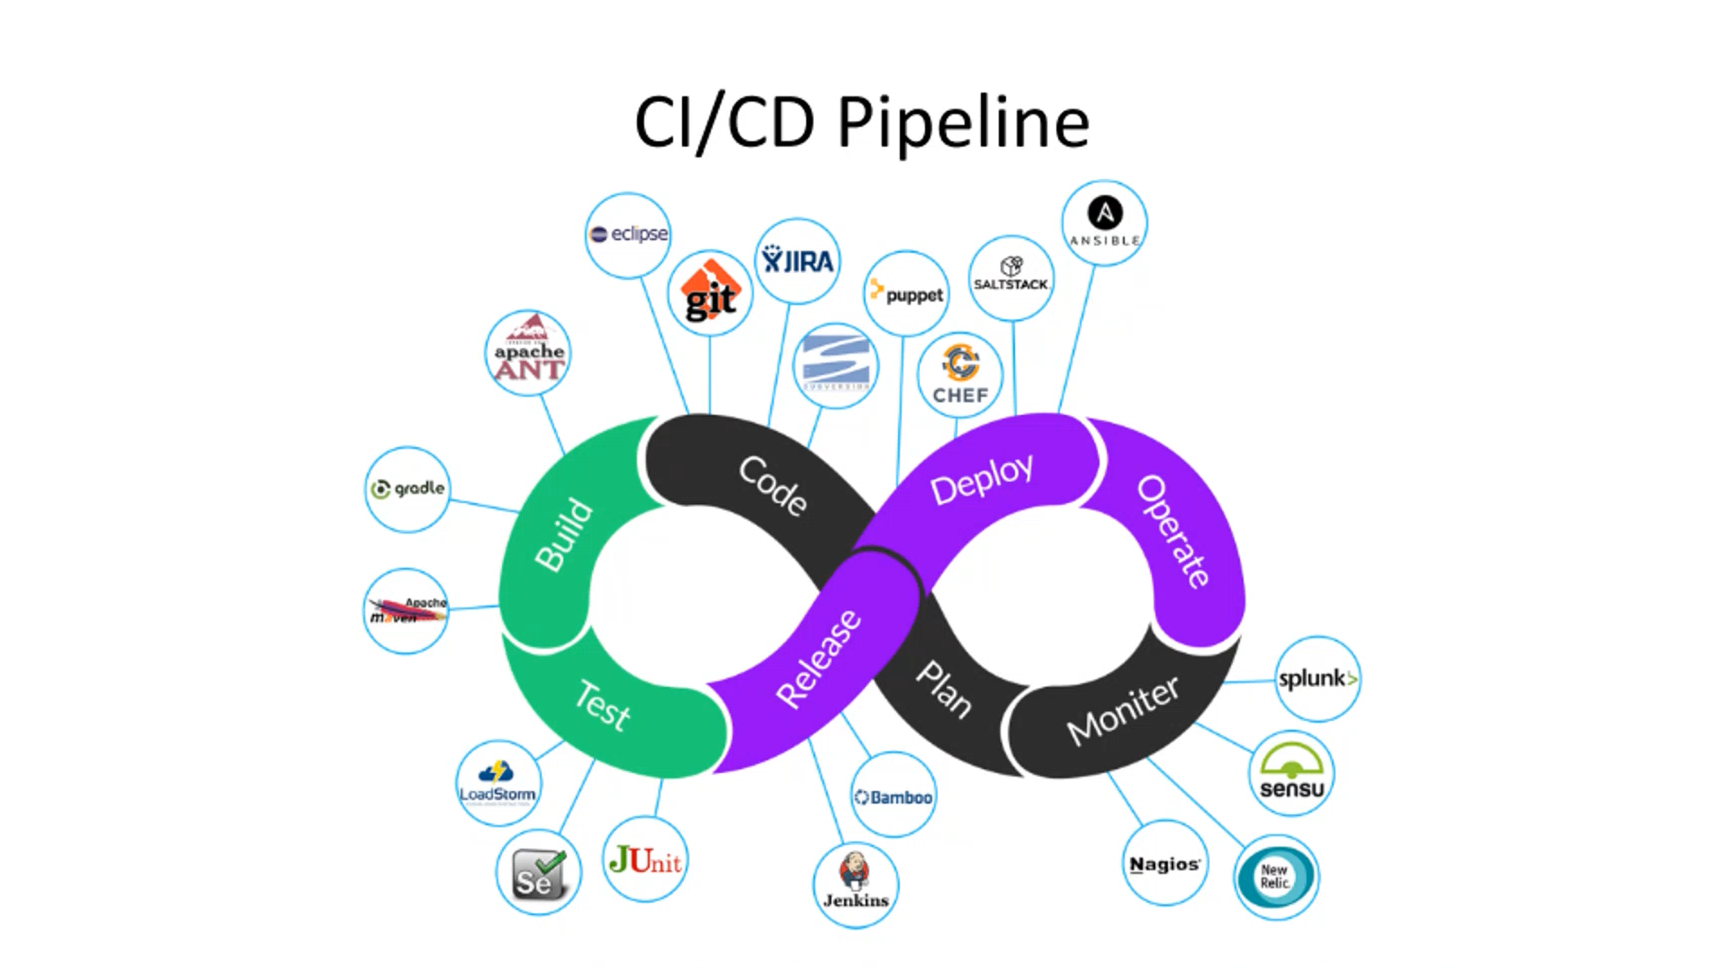 CI/CD Pipeline
eclipse
git
JIRA
puppet
SALTSTACK
ANSIBLE
apache
ANT
SUBVERSION
CHEF
gradle
Apache
maven
Build
Code
Deploy
Operate
Test
Release
Plan
Moniter
splunk>
sensu
LoadStorm
Se
JUnit
Bamboo
Jenkins
Nagios
New
Relic.